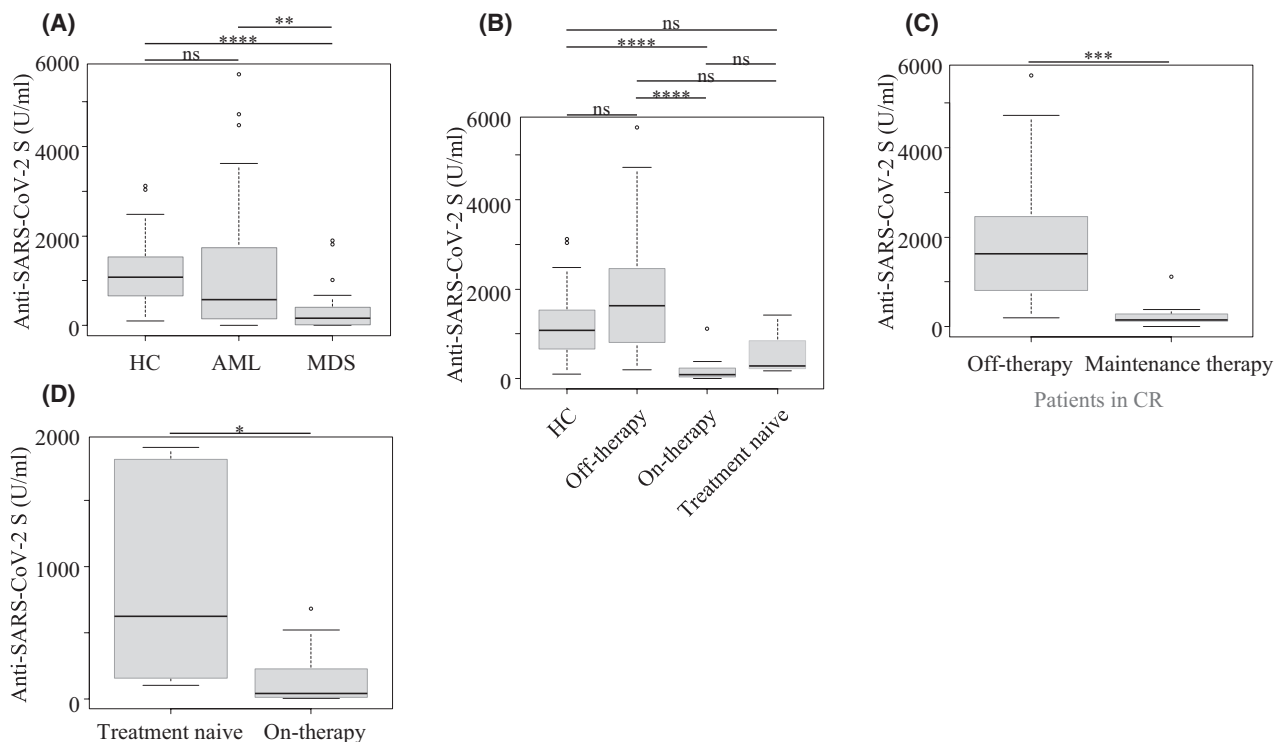 (A)
**
****
ns
6000
4000
2000
0
Anti-SARS-CoV-2 S (U/ml)
HC AML MDS
(B)
ns
****
ns
ns
****
ns
6000
4000
2000
0
Anti-SARS-CoV-2 S (U/ml)
HC
Off-therapy
On-therapy
Treatment naive
(C)
***
6000
4000
2000
0
Anti-SARS-CoV-2 S (U/ml)
Off-therapy Maintenance therapy
Patients in CR
(D)
*
2000
1000
0
Anti-SARS-CoV-2 S (U/ml)
Treatment naive On-therapy